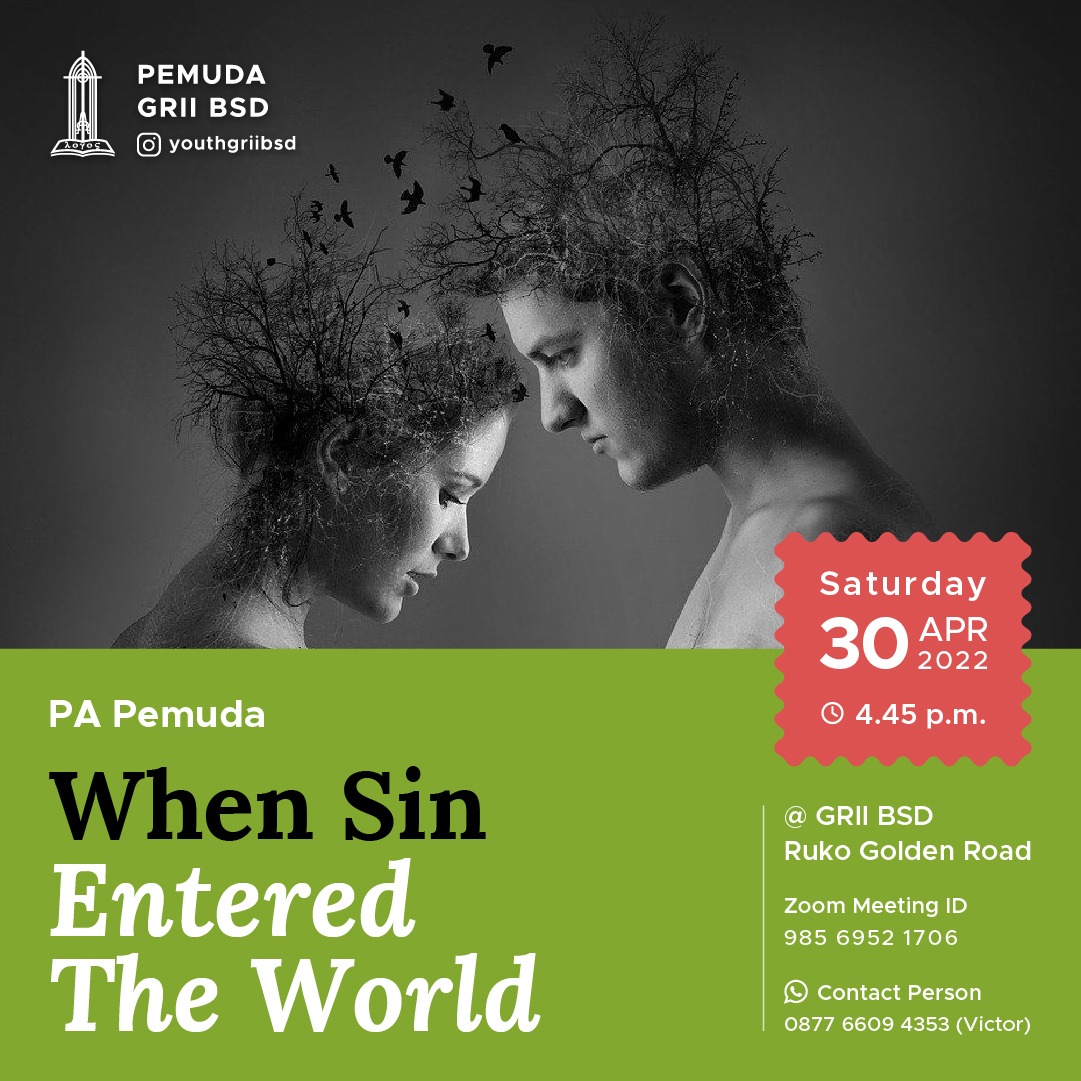 PEMUDA
GRII BSD
youthgriibsd
λογος
Saturday
30 APR
2022
4.45 p.m.
PA Pemuda
When Sin
Entered
The World
@ GRII BSD
Ruko Golden Road
Zoom Meeting ID
985 6952 1706
Contact Person
0877 6609 4353 (Victor)